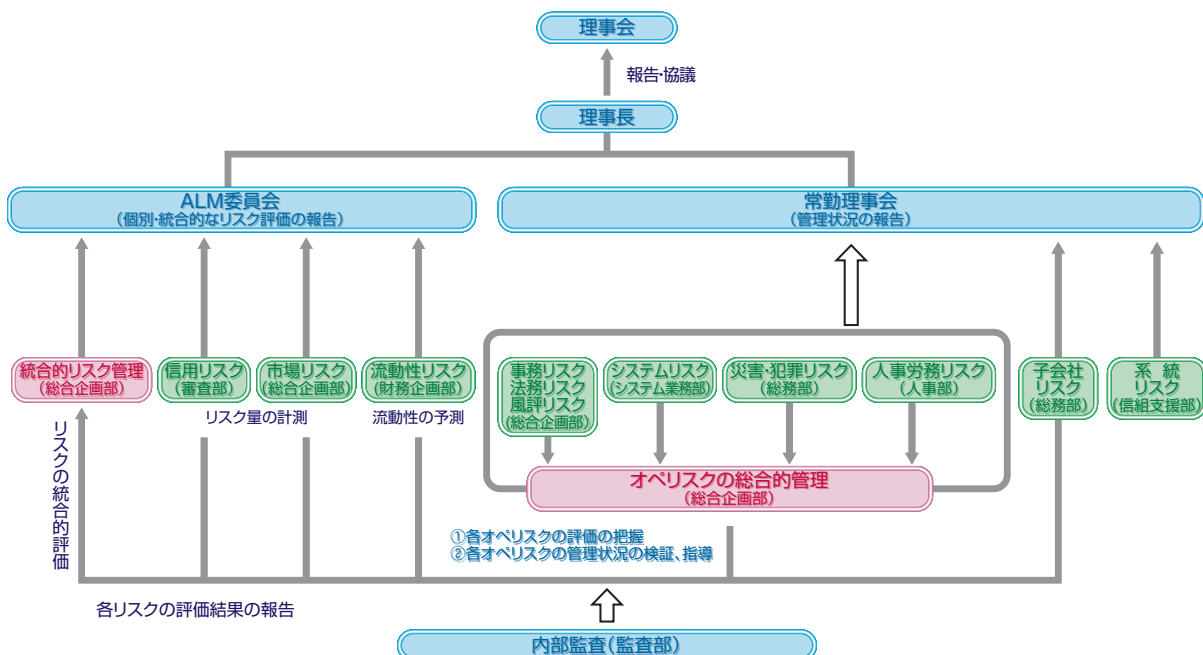 理事会
報告・協議
理事長
ALM委員会
(個別・統合的なリスク評価の報告)
常勤理事会
(管理状況の報告)
統合的リスク管理
(総合企画部)
信用リスク
(審査部)
市場リスク
(総合企画部)
流動性リスク
(財務企画部)
事務リスク
法務リスク
風評リスク
(総合企画部)
システムリスク
(システム業務部)
災害・犯罪リスク
(総務部)
人事労務リスク
(人事部)
子会社
リスク
(総務部)
系統
リスク
(信組支援部)
リスク量の計測
流動性の予測
リスクの統合的評価
オペリスクの総合的管理
(総合企画部)
①各オペリスクの評価の把握
②各オペリスクの管理状況の検証、指導
各リスクの評価結果の報告
内部監査(監査部)